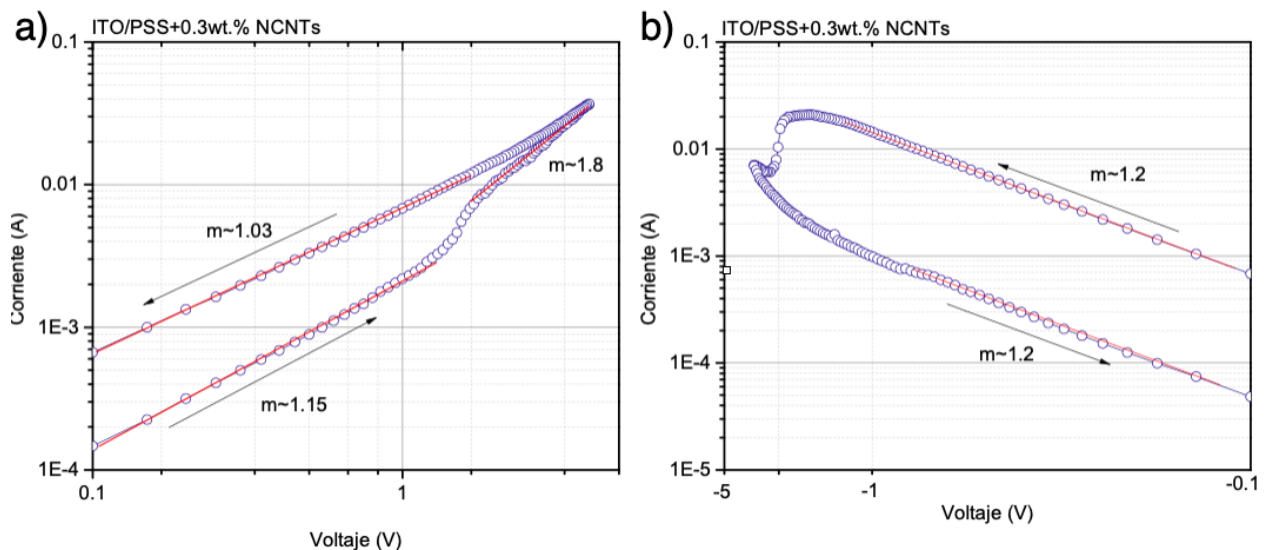 a)
ITO/PSS+0.3wt.% NCNTs
0.1
0.01
1E-3
1E-4
Corriente (A)
m~1.8
m~1.03
m~1.15
0.1
1
Voltaje (V)
b)
ITO/PSS+0.3wt.% NCNTs
0.1
0.01
1E-3
1E-4
1E-5
Corriente (A)
m~1.2
m~1.2
-5
-1
-0.1
Voltaje (V)